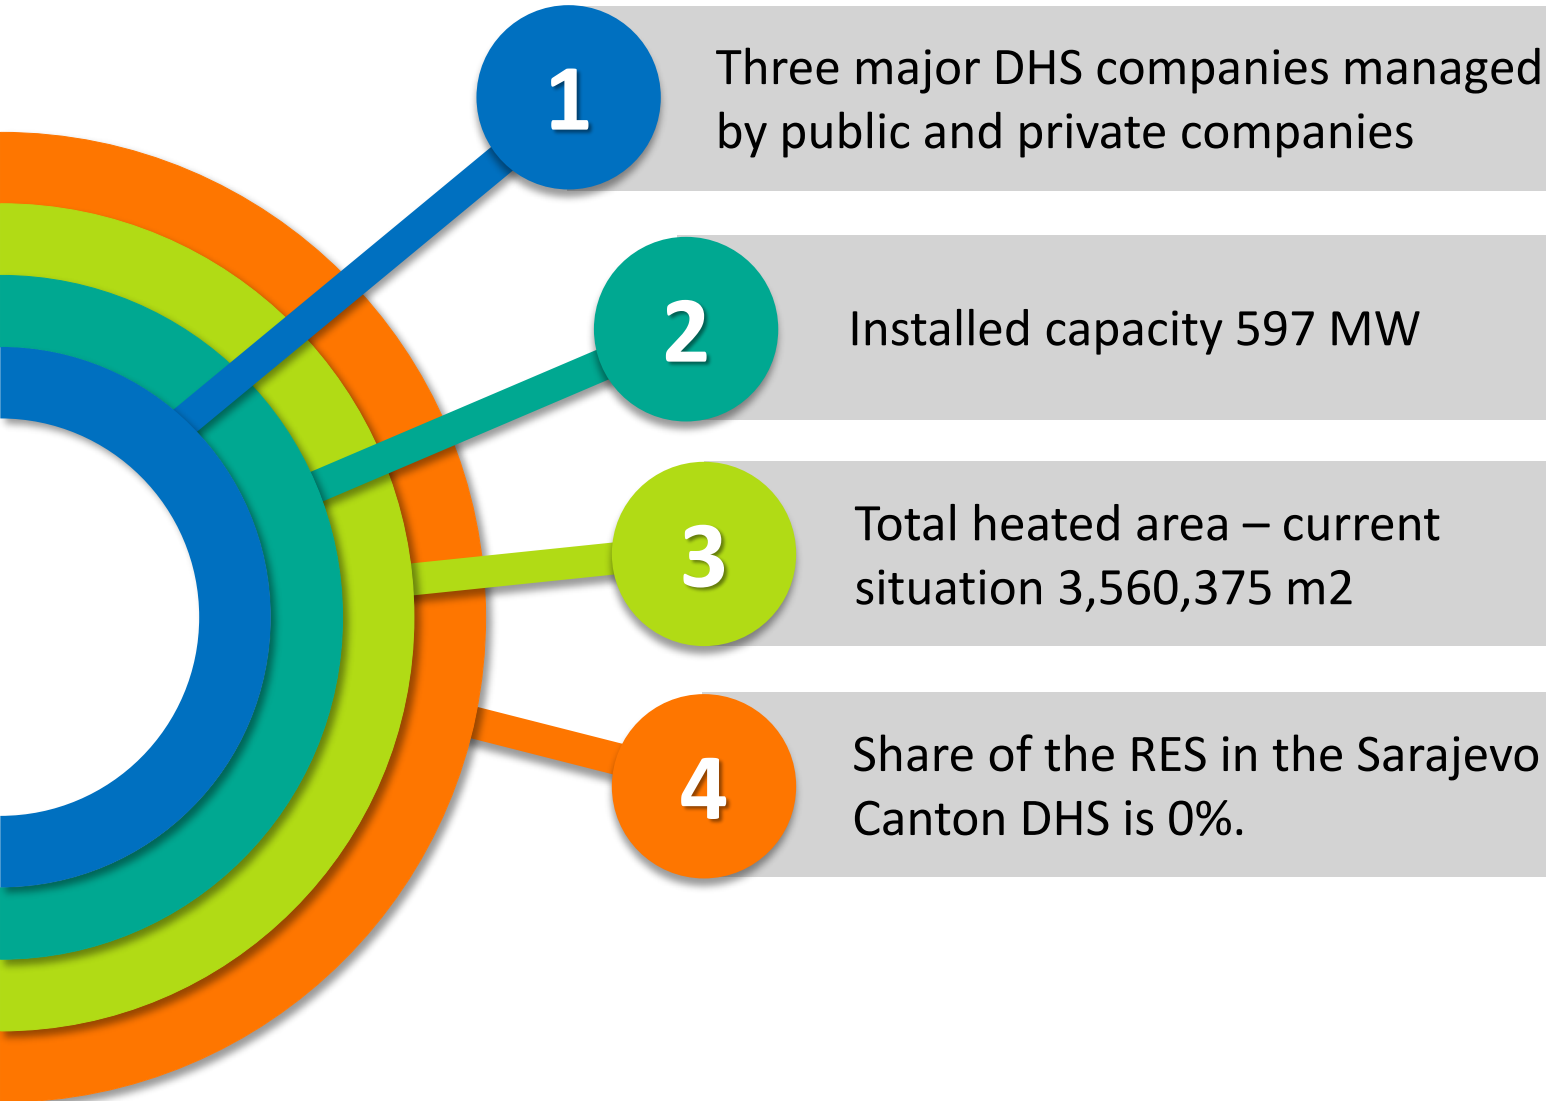 1
Three major DHS companies managed
by public and private companies
2
Installed capacity 597 MW
3
Total heated area – current
situation 3,560,375 m2
4
Share of the RES in the Sarajevo
Canton DHS is 0%.